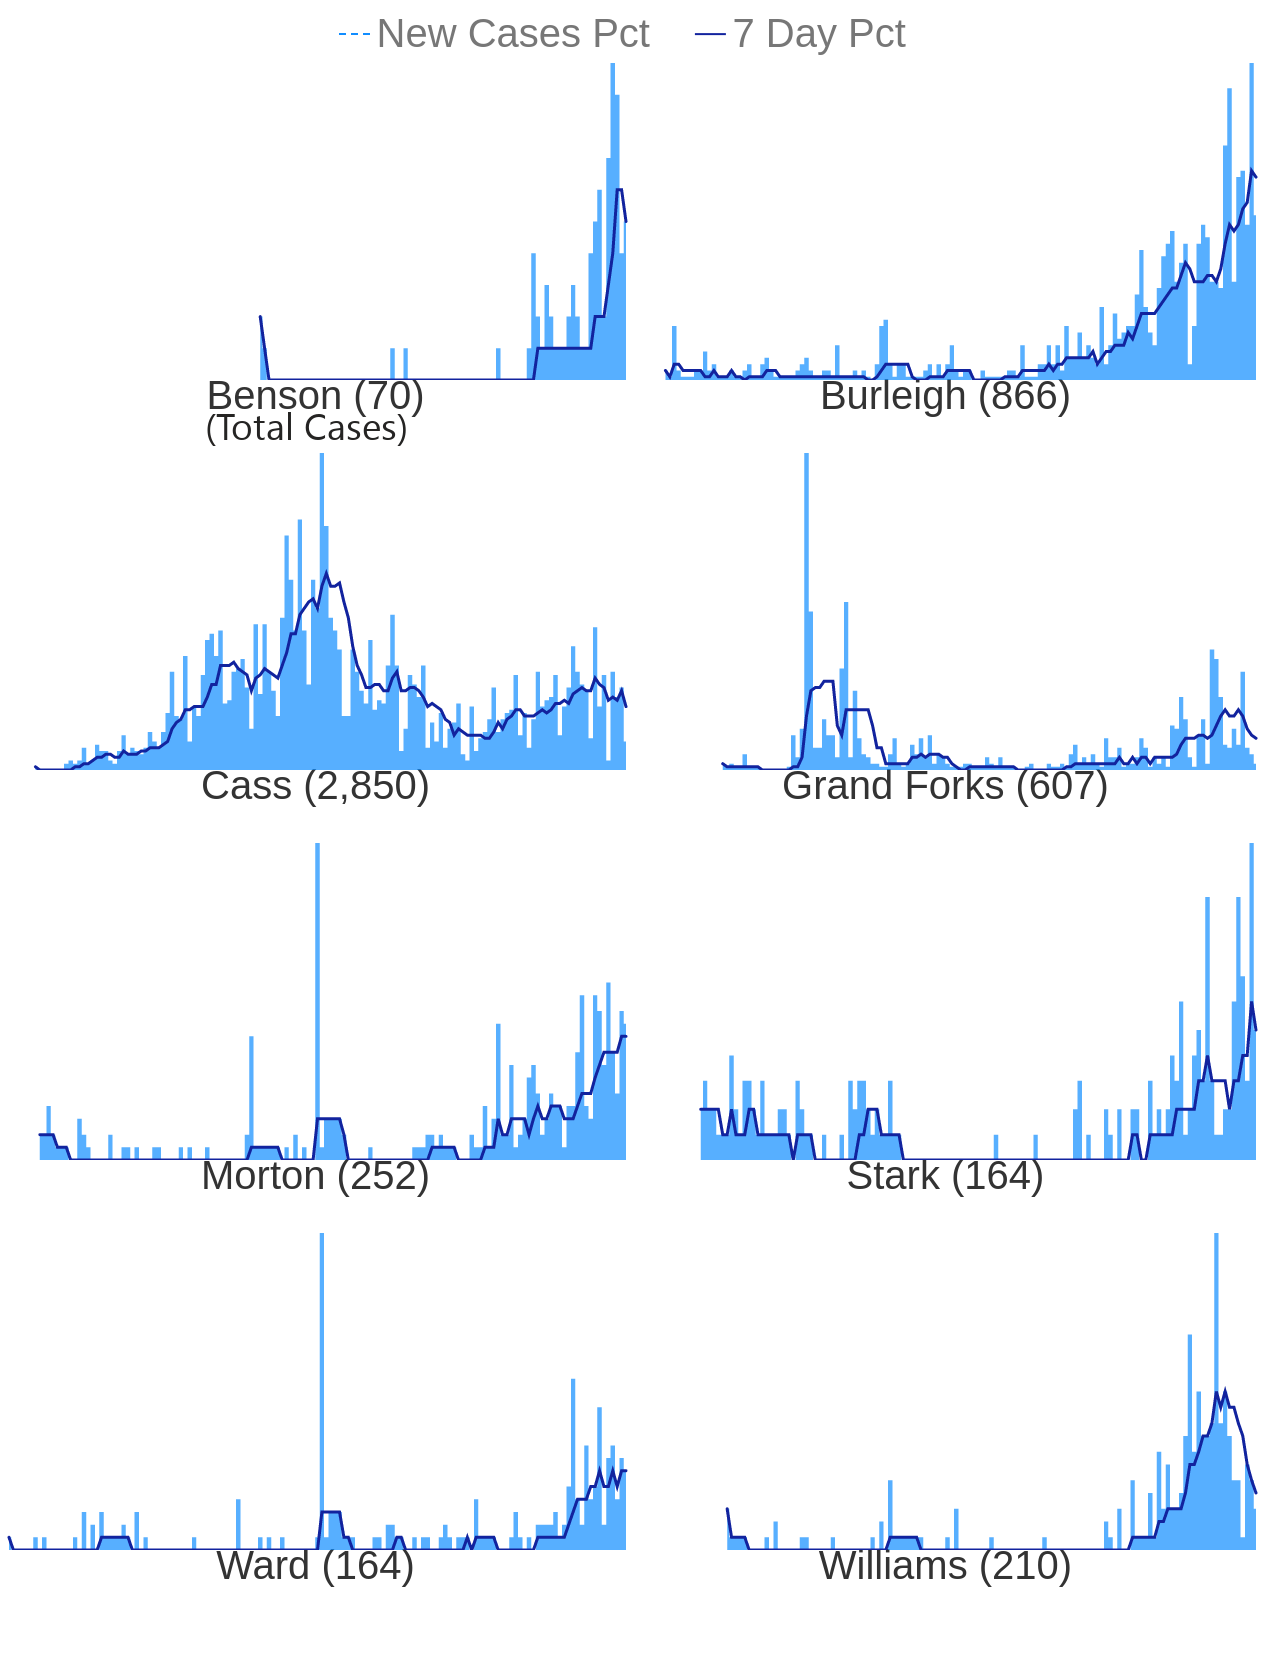 New Cases Pct 7 Day Pct
Benson (70) Burleigh (866)
(Total Cases)
Cass (2,850) Grand Forks (607)
Morton (252) Stark (164)
Ward (164) Williams (210)